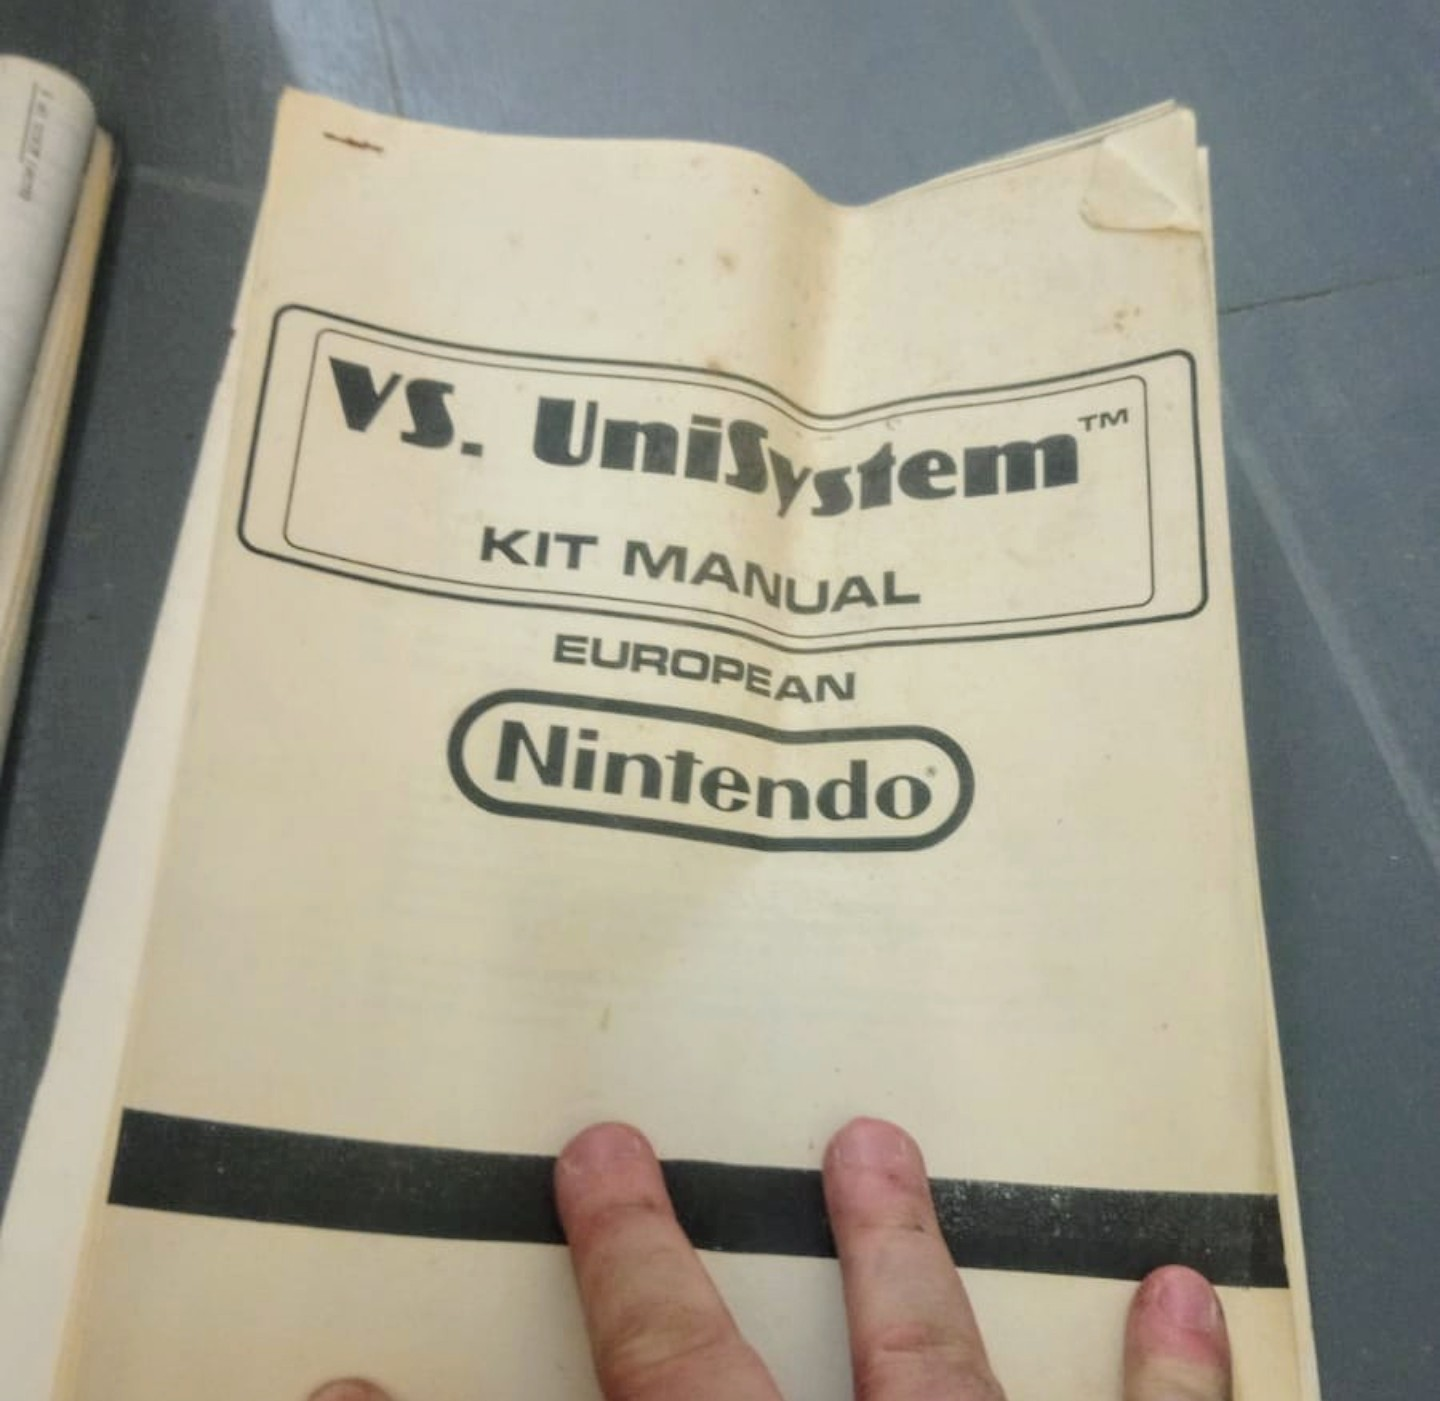 VS. UniSystem™
KIT MANUAL
EUROPEAN
Nintendo®